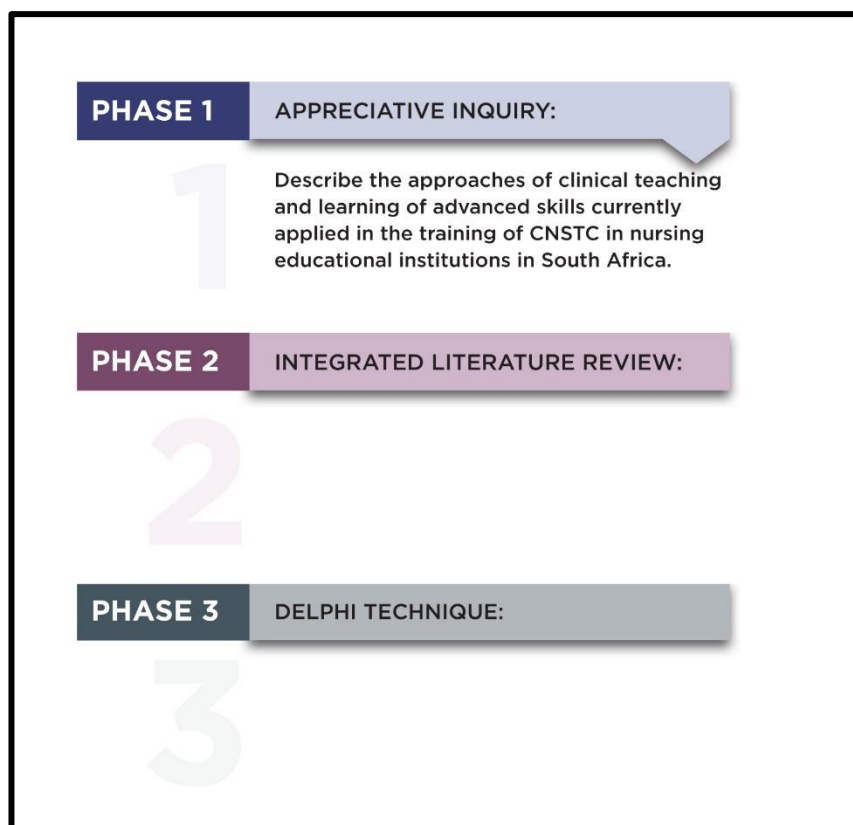 PHASE 1
APPRECIATIVE INQUIRY:
1
Describe the approaches of clinical teaching
and learning of advanced skills currently
applied in the training of CNSTC in nursing
educational institutions in South Africa.
PHASE 2
INTEGRATED LITERATURE REVIEW:
2
PHASE 3
DELPHI TECHNIQUE:
3